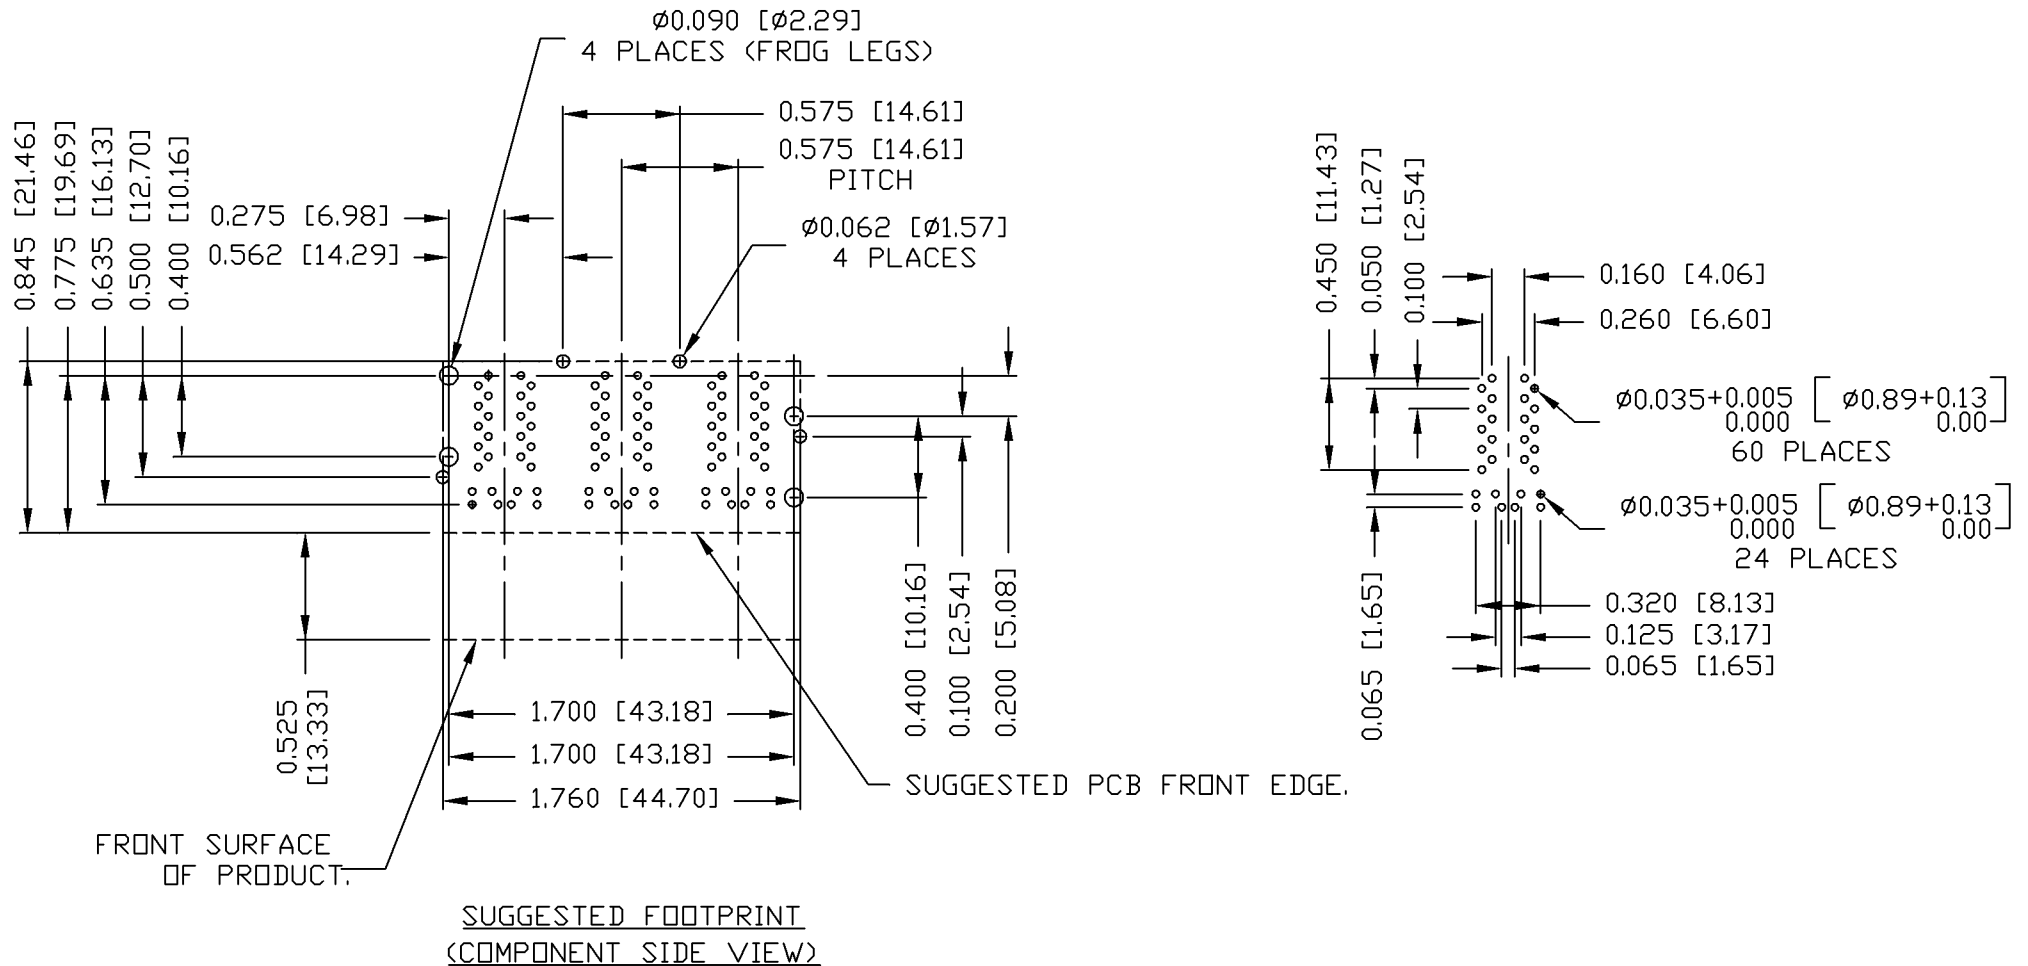 Ø0.090 [Ø2.29]
4 PLACES (FROG LEGS)
0.575 [14.61]
0.575 [14.61]
PITCH
Ø0.062 [Ø1.57]
4 PLACES
0.275 [6.98]
0.562 [14.29]
0.845 [21.46]
0.775 [19.69]
0.635 [16.13]
0.500 [12.70]
0.400 [10.16]
0.400 [10.16]
0.100 [2.54]
0.200 [5.08]
0.525
[13.33]
1.700 [43.18]
1.700 [43.18]
1.760 [44.70]
SUGGESTED PCB FRONT EDGE.
FRONT SURFACE
OF PRODUCT.
SUGGESTED FOOTPRINT
(COMPONENT SIDE VIEW)
0.450 [11.43]
0.050 [1.27]
0.100 [2.54]
0.160 [4.06]
0.260 [6.60]
Ø0.035+0.005 [Ø0.89+0.13]
0.000 0.00
60 PLACES
Ø0.035+0.005 [Ø0.89+0.13]
0.000 0.00
24 PLACES
0.065 [1.65]
0.320 [8.13]
0.125 [3.17]
0.065 [1.65]